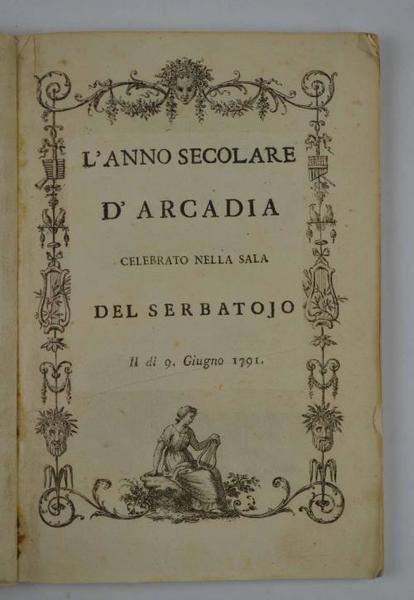 L'ANNO SECOLARE
D' ARCADIA
CELEBRATO NELLA SALA
DEL SERBATOJO
Il di 9. Giugno 1791.